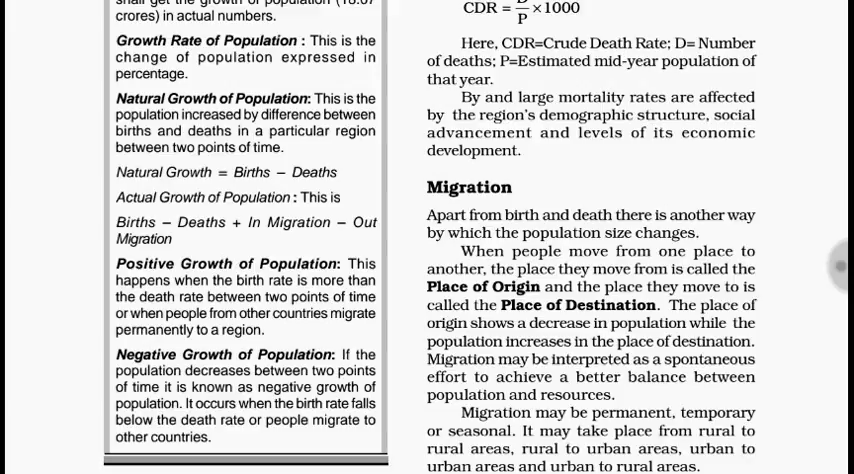 crores) in actual numbers.
Growth Rate of Population : This is the
change of population expressed in
percentage.
Natural Growth of Population: This is the
population increased by difference between
births and deaths in a particular region
between two points of time.
Natural Growth = Births – Deaths
Actual Growth of Population : This is
Births – Deaths + In Migration – Out
Migration
Positive Growth of Population: This
happens when the birth rate is more than
the death rate between two points of time
or when people from other countries migrate
permanently to a region.
Negative Growth of Population: If the
population decreases between two points
of time it is known as negative growth of
population. It occurs when the birth rate falls
below the death rate or people migrate to
other countries.
CDR = D/P ×1000
Here, CDR=Crude Death Rate; D= Number
of deaths; P=Estimated mid-year population of
that year.
By and large mortality rates are affected
by the region's demographic structure, social
advancement and levels of its economic
development.
Migration
Apart from birth and death there is another way
by which the population size changes.
When people move from one place to
another, the place they move from is called the
Place of Origin and the place they move to is
called the Place of Destination. The place of
origin shows a decrease in population while the
population increases in the place of destination.
Migration may be interpreted as a spontaneous
effort to achieve a better balance between
population and resources.
Migration may be permanent, temporary
or seasonal. It may take place from rural to
rural areas, rural to urban areas, urban to
urban areas and urban to rural areas.